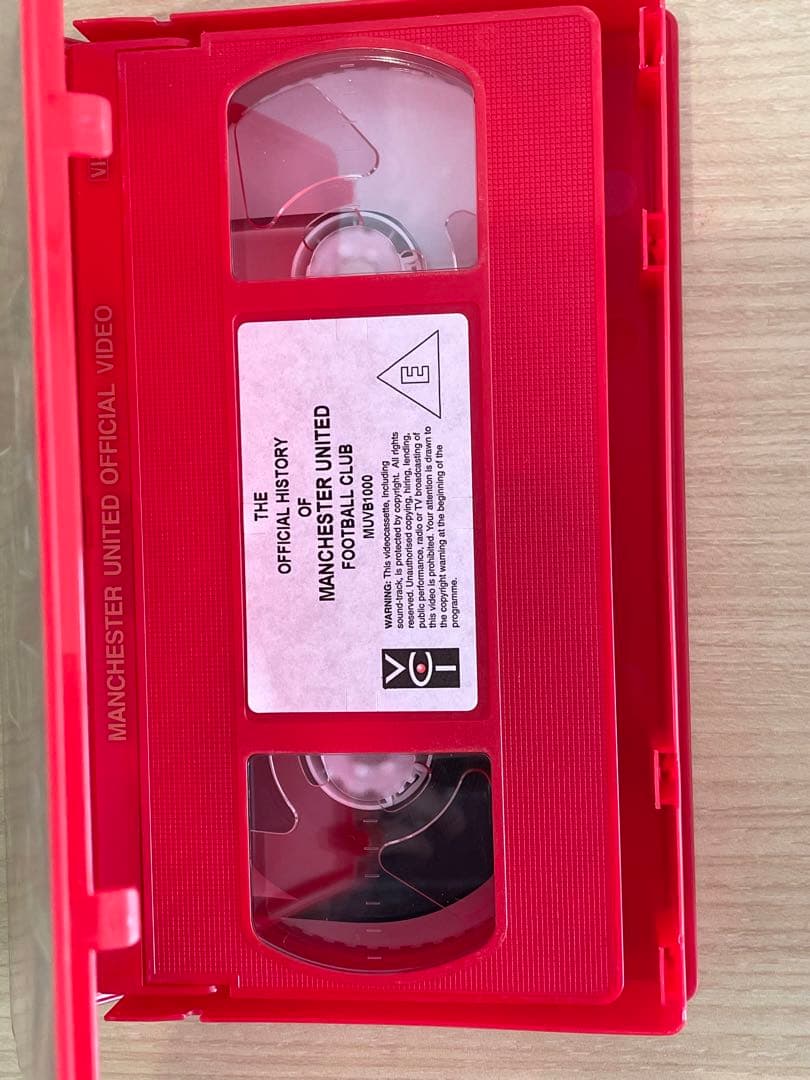 MANCHESTER UNITED OFFICIAL VIDEO
THE
OFFICIAL HISTORY
OF
MANCHESTER UNITED
FOOTBALL CLUB
MUVB1000
E
WARNING: This videocassette, including
sound-track, is protected by copyright. All rights
reserved. Unauthorised copying, hiring, lending,
public performance, radio or TV broadcasting of
this video is prohibited. Your attention is drawn to
the copyright warning at the beginning of the
programme.
VCI